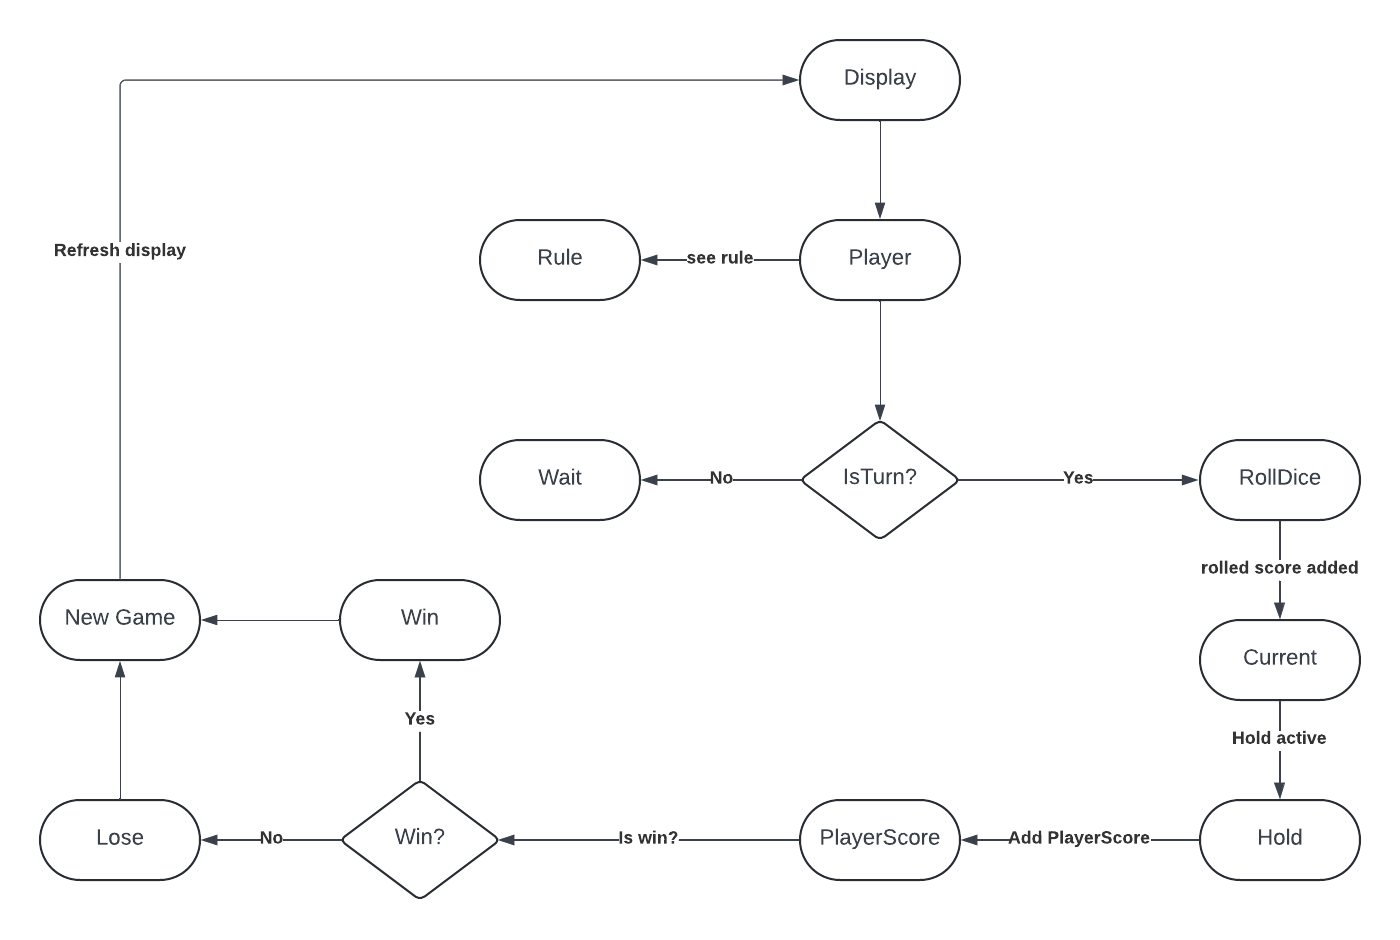 Display
Refresh display
Rule
see rule
Player
Wait
No
IsTurn?
Yes
RollDice
rolled score added
New Game
Win
Current
Yes
Hold active
Lose
No
Win?
Is win?
PlayerScore
Add PlayerScore
Hold